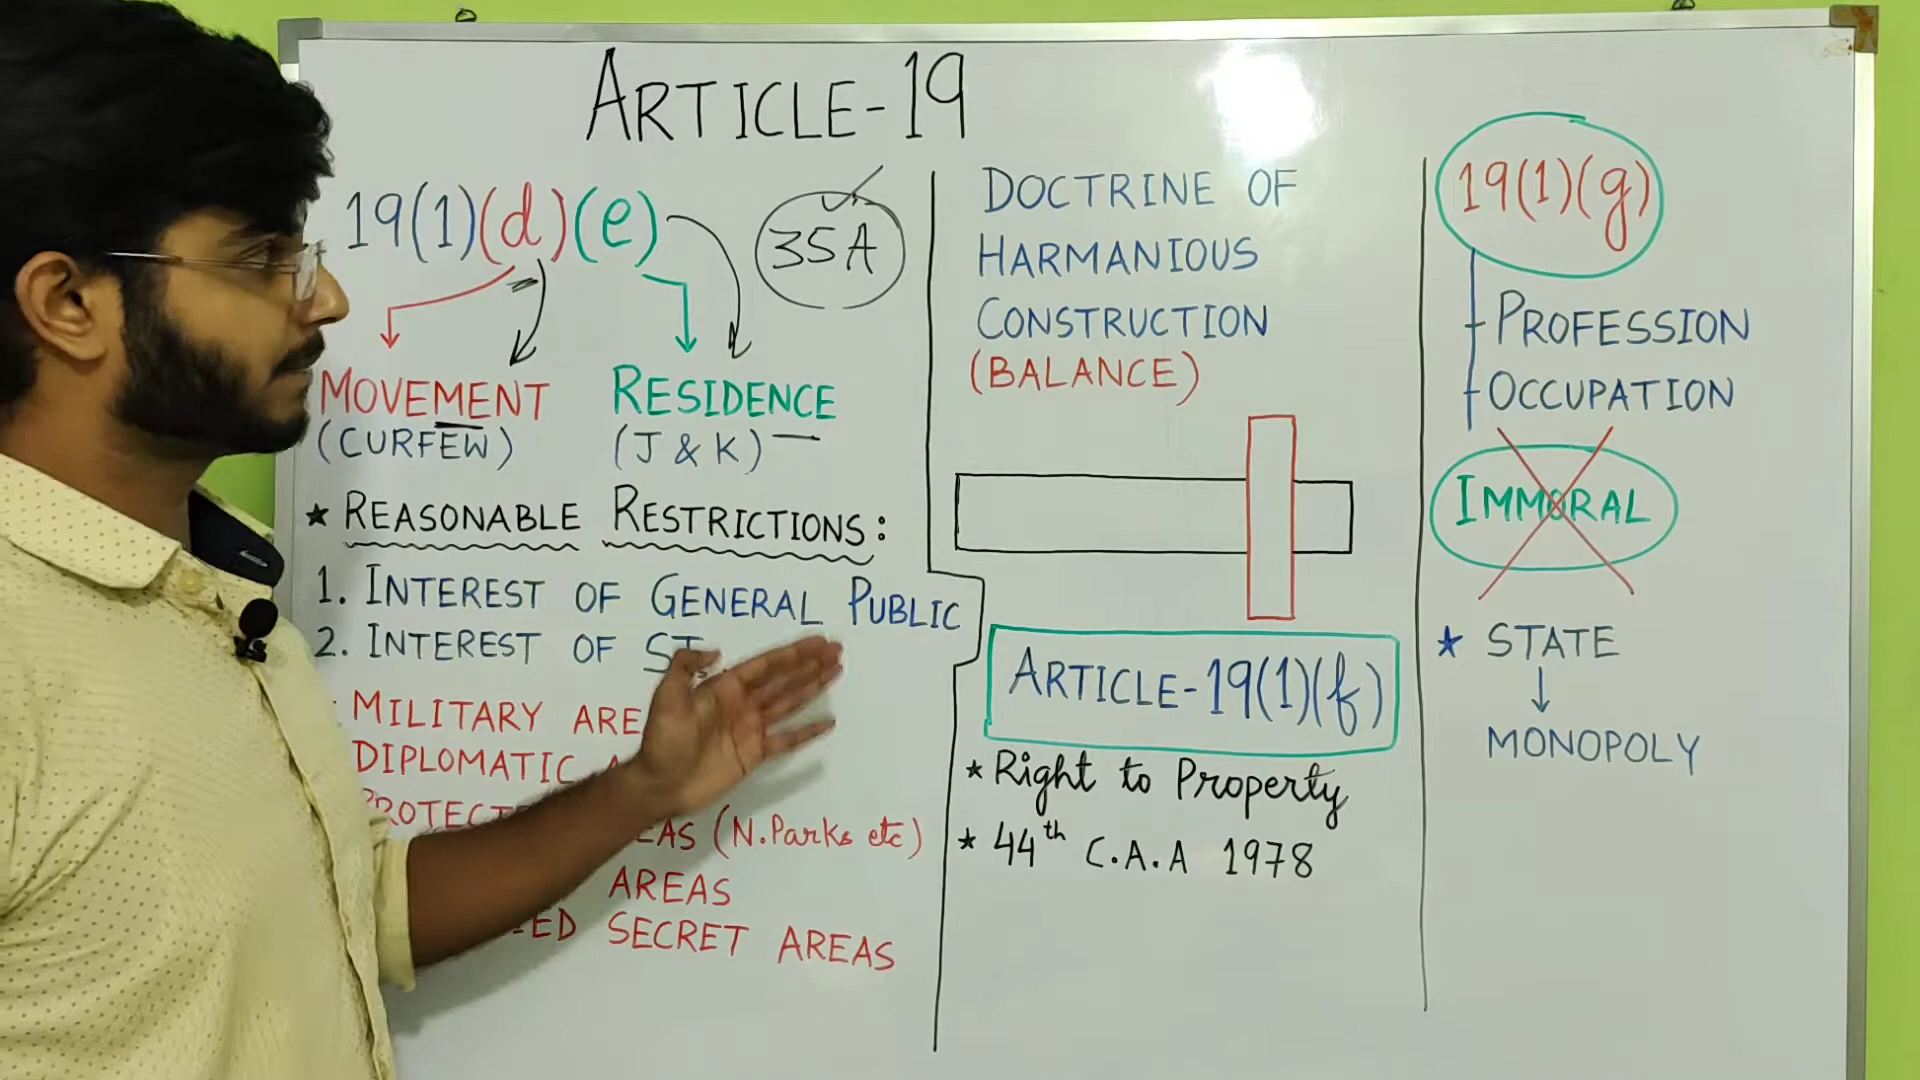 ARTICLE-19
19(1)(d)(e)
35A
MOVEMENT
RESIDENCE
(CURFEW)
(J & K)
★ REASONABLE RESTRICTIONS:
1. INTEREST OF GENERAL PUBLIC
2. INTEREST OF
MILITARY
DIPLOMATIC
(N.Parks etc)
AREAS
SECRET AREAS
DOCTRINE OF
HARMANIOUS
CONSTRUCTION
(BALANCE)
ARTICLE-19(1)(f)
★ Right to Property
★ 44th C.A.A 1978
19(1)(g)
PROFESSION
OCCUPATION
IMMORAL
★ STATE
MONOPOLY